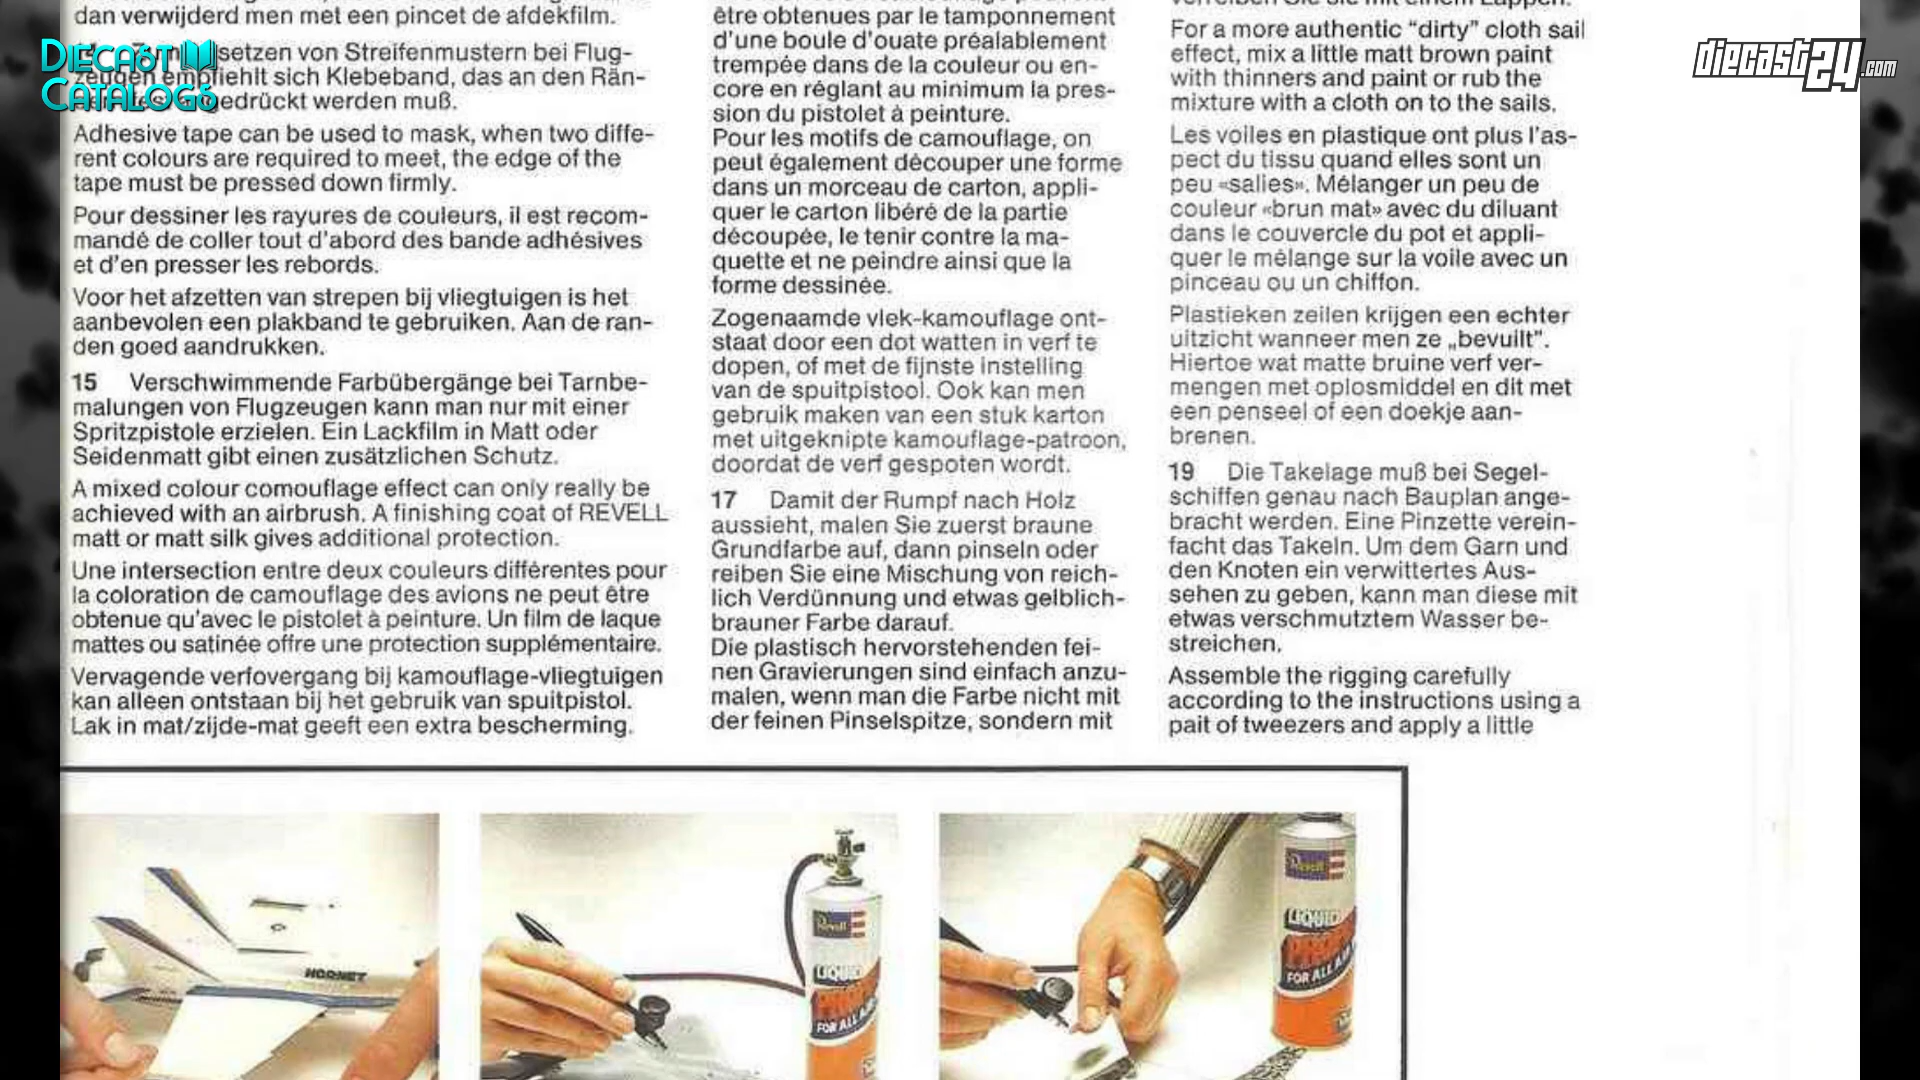 dan verwijderd men met een pincet de afdekfilm.
setzen von Streifenmustern bei Flug-
zeugen empfiehlt sich Klebeband, das an den Rän-
gedrückt werden muß.
Adhesive tape can be used to mask, when two diffe-
rent colours are required to meet, the edge of the
tape must be pressed down firmly.
Pour dessiner les rayures de couleurs, il est recom-
mandé de coller tout d'abord des bande adhésives
et d'en presser les rebords.
Voor het afzetten van strepen bij vliegtuigen is het
aanbevolen een plakband te gebruiken. Aan de ran-
den goed aandrukken.
15 Verschwimmende Farbübergänge bei Tarnbe-
malungen von Flugzeugen kann man nur mit einer
Spritzpistole erzielen. Ein Lackfilm in Matt oder
Seidenmatt gibt einen zusätzlichen Schutz.
A mixed colour comouflage effect can only really be
achieved with an airbrush. A finishing coat of REVELL
matt or matt silk gives additional protection.
Une intersection entre deux couleurs différentes pour
la coloration de camouflage des avions ne peut être
obtenue qu'avec le pistolet à peinture. Un film de laque
mattes ou satinée offre une protection supplémentaire.
Vervagende verfovergang bij kamouflage-vliegtuigen
kan alleen ontstaan bij het gebruik van spuitpistol.
Lak in mat/zijde-mat geeft een extra bescherming.
être obtenues par le tamponnement
d'une boule d'ouate préalablement
trempée dans de la couleur ou en-
core en réglant au minimum la pres-
sion du pistolet à peinture.
Pour les motifs de camouflage, on
peut également découper une forme
dans un morceau de carton, appli-
quer le carton libéré de la partie
découpée, le tenir contre la ma-
quette et ne peindre ainsi que la
forme dessinée.
Zogenaamde vlek-kamouflage ont-
staat door een dot watten in verf te
dopen, of met de fijnste instelling
van de spuitpistool. Ook kan men
gebruik maken van een stuk karton
met uitgeknipte kamouflage-patroon,
doordat de verf gespoten wordt.
17 Damit der Rumpf nach Holz
aussieht, malen Sie zuerst braune
Grundfarbe auf, dann pinseln oder
reiben Sie eine Mischung von reich-
lich Verdünnung und etwas gelblich-
brauner Farbe darauf.
Die plastisch hervorstehenden fei-
nen Gravierungen sind einfach anzu-
malen, wenn man die Farbe nicht mit
der feinen Pinselspitze, sondern mit
verreiben Sie sie mit einem Lappen.
For a more authentic "dirty" cloth sail
effect, mix a little matt brown paint
with thinners and paint or rub the
mixture with a cloth on to the sails.
Les voiles en plastique ont plus l'as-
pect du tissu quand elles sont un
peu «salies». Mélanger un peu de
couleur «brun mat» avec du diluant
dans le couvercle du pot et appli-
quer le mélange sur la voile avec un
pinceau ou un chiffon.
Plastieken zeilen krijgen een echter
uitzicht wanneer men ze „bevuilt".
Hiertoe wat matte bruine verf ver-
mengen met oplosmiddel en dit met
een penseel of een doekje aan-
brenen.
19 Die Takelage muß bei Segel-
schiffen genau nach Bauplan ange-
bracht werden. Eine Pinzette verein-
facht das Takeln. Um dem Garn und
den Knoten ein verwittertes Aus-
sehen zu geben, kann man diese mit
etwas verschmutztem Wasser be-
streichen.
Assemble the rigging carefully
according to the instructions using a
pait of tweezers and apply a little
DIECAST
CATALOGS
diecast24.com
HORNET
Revell
LIQUID
FOR ALL
Revell
LIQUID
FOR ALL